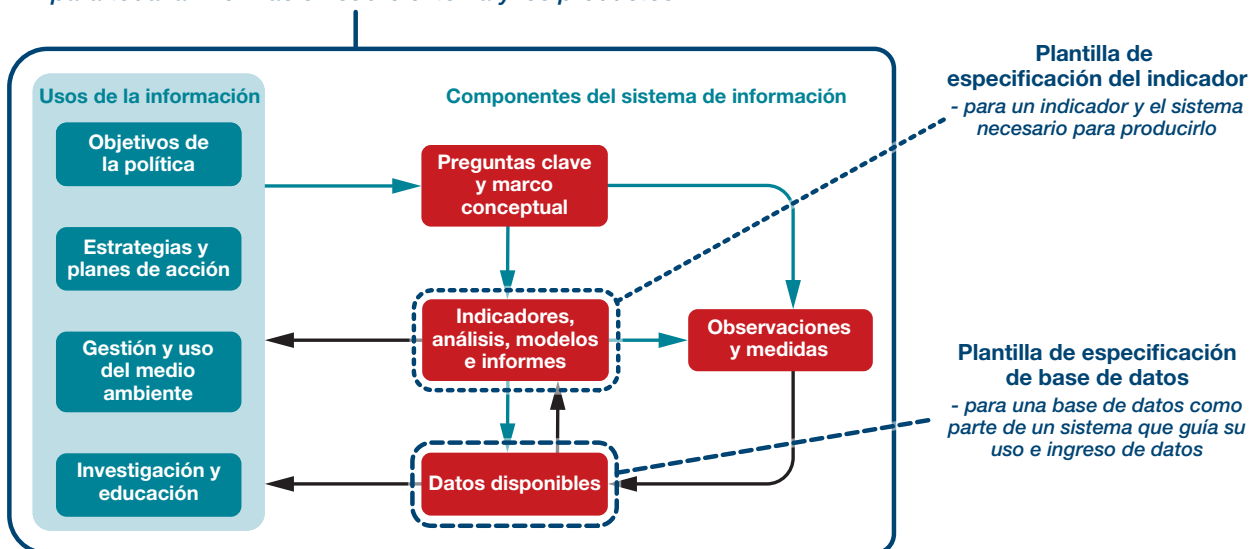 Usos de la información
Objetivos de
la política
Estrategias y
planes de acción
Gestión y uso
del medio
ambiente
Investigación y
educación
Componentes del sistema de información
Preguntas clave
y marco
conceptual
Indicadores,
análisis, modelos
e informes
Observaciones
y medidas
Datos disponibles
Plantilla de
especificación del indicador
- para un indicador y el sistema
necesario para producirlo
Plantilla de especificación
de base de datos
- para una base de datos como
parte de un sistema que guía su
uso e ingreso de datos